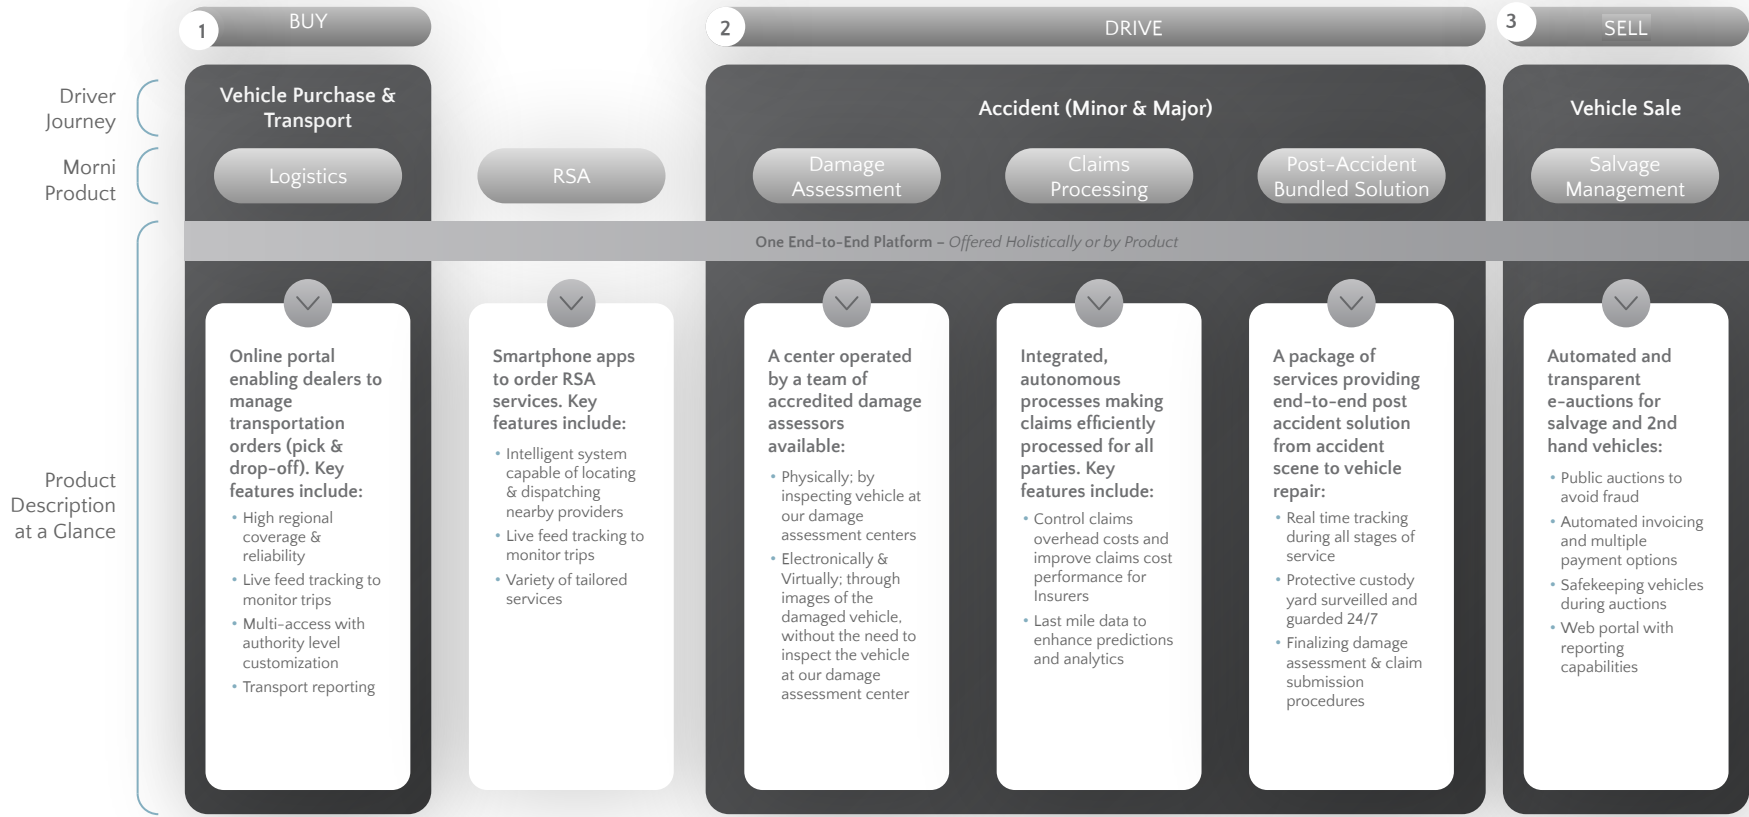 1
BUY
2
DRIVE
3
SELL
Driver
Journey
Vehicle Purchase &
Transport
Accident (Minor & Major)
Vehicle Sale
Morni
Product
Logistics
RSA
Damage
Assessment
Claims
Processing
Post-Accident
Bundled Solution
Salvage
Management
One End-to-End Platform – Offered Holistically or by Product
Product
Description
at a Glance
Online portal
enabling dealers to
manage
transportation
orders (pick &
drop-off). Key
features include:
• High regional
coverage &
reliability
• Live feed tracking to
monitor trips
• Multi-access with
authority level
customization
• Transport reporting
Smartphone apps
to order RSA
services. Key
features include:
• Intelligent system
capable of locating
& dispatching
nearby providers
• Live feed tracking to
monitor trips
• Variety of tailored
services
A center operated
by a team of
accredited damage
assessors
available:
• Physically; by
inspecting vehicle at
our damage
assessment centers
• Electronically &
Virtually; through
images of the
damaged vehicle,
without the need to
inspect the vehicle
at our damage
assessment center
Integrated,
autonomous
processes making
claims efficiently
processed for all
parties. Key
features include:
• Control claims
overhead costs and
improve claims cost
performance for
Insurers
• Last mile data to
enhance predictions
and analytics
A package of
services providing
end-to-end post
accident solution
from accident
scene to vehicle
repair:
• Real time tracking
during all stages of
service
• Protective custody
yard surveilled and
guarded 24/7
• Finalizing damage
assessment & claim
submission
procedures
Automated and
transparent
e-auctions for
salvage and 2nd
hand vehicles:
• Public auctions to
avoid fraud
• Automated invoicing
and multiple
payment options
• Safekeeping vehicles
during auctions
• Web portal with
reporting
capabilities